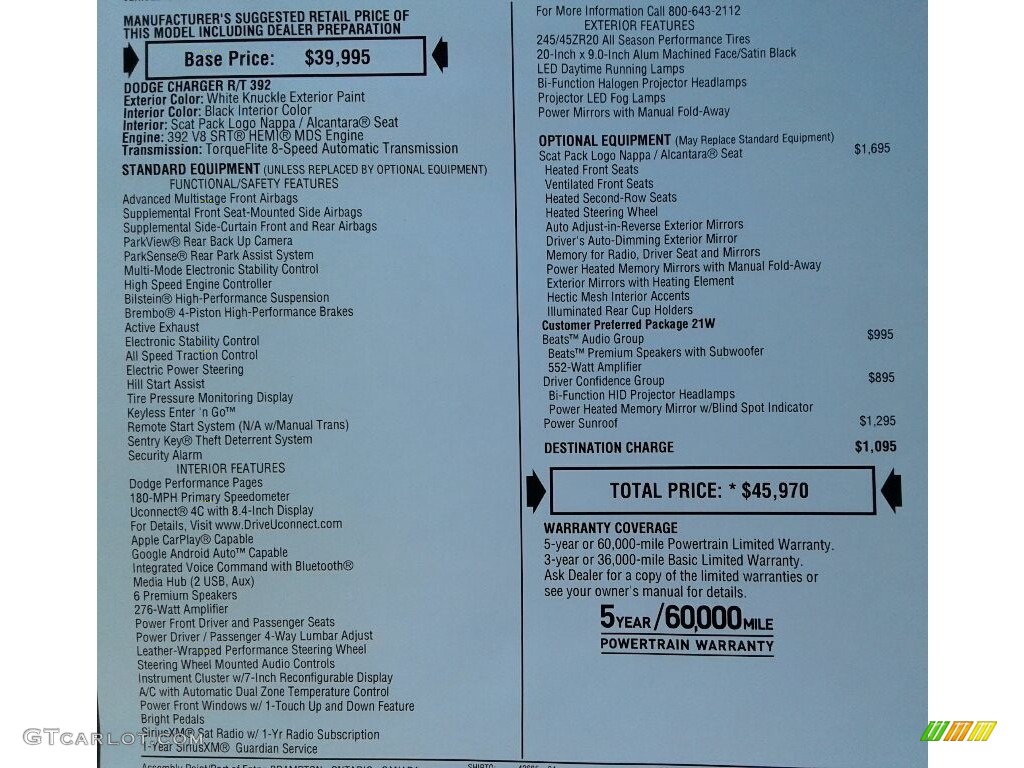 MANUFACTURER'S SUGGESTED RETAIL PRICE OF
THIS MODEL INCLUDING DEALER PREPARATION
Base Price: $39,995
DODGE CHARGER R/T 392
Exterior Color: White Knuckle Exterior Paint
Interior Color: Black Interior Color
Interior: Scat Pack Logo Nappa / Alcantara® Seat
Engine: 392 V8 SRT® HEMI® MDS Engine
Transmission: TorqueFlite 8-Speed Automatic Transmission
STANDARD EQUIPMENT (UNLESS REPLACED BY OPTIONAL EQUIPMENT)
FUNCTIONAL/SAFETY FEATURES
Advanced Multistage Front Airbags
Supplemental Front Seat-Mounted Side Airbags
Supplemental Side-Curtain Front and Rear Airbags
ParkView® Rear Back Up Camera
ParkSense® Rear Park Assist System
Multi-Mode Electronic Stability Control
High Speed Engine Controller
Bilstein® High-Performance Suspension
Brembo® 4-Piston High-Performance Brakes
Active Exhaust
Electronic Stability Control
All Speed Traction Control
Electric Power Steering
Hill Start Assist
Tire Pressure Monitoring Display
Keyless Enter 'n Go™
Remote Start System (N/A w/Manual Trans)
Sentry Key® Theft Deterrent System
Security Alarm
INTERIOR FEATURES
Dodge Performance Pages
180-MPH Primary Speedometer
Uconnect® 4C with 8.4-Inch Display
For Details, Visit www.DriveUconnect.com
Apple CarPlay® Capable
Google Android Auto™ Capable
Integrated Voice Command with Bluetooth®
Media Hub (2 USB, Aux)
6 Premium Speakers
276-Watt Amplifier
Power Front Driver and Passenger Seats
Power Driver / Passenger 4-Way Lumbar Adjust
Leather-Wrapped Performance Steering Wheel
Steering Wheel Mounted Audio Controls
Instrument Cluster w/7-Inch Reconfigurable Display
A/C with Automatic Dual Zone Temperature Control
Power Front Windows w/ 1-Touch Up and Down Feature
Bright Pedals
SiriusXM® Sat Radio w/ 1-Yr Radio Subscription
1-Year SiriusXM® Guardian Service
Assembly Point/Port of Entry: BRAMPTON, ONTARIO, CANADA
SHIPTO:
For More Information Call 800-643-2112
EXTERIOR FEATURES
245/45ZR20 All Season Performance Tires
20-Inch x 9.0-Inch Alum Machined Face/Satin Black
LED Daytime Running Lamps
Bi-Function Halogen Projector Headlamps
Projector LED Fog Lamps
Power Mirrors with Manual Fold-Away
OPTIONAL EQUIPMENT (May Replace Standard Equipment)
Scat Pack Logo Nappa / Alcantara® Seat $1,695
Heated Front Seats
Ventilated Front Seats
Heated Second-Row Seats
Heated Steering Wheel
Auto Adjust-in-Reverse Exterior Mirrors
Driver's Auto-Dimming Exterior Mirror
Memory for Radio, Driver Seat and Mirrors
Power Heated Memory Mirrors with Manual Fold-Away
Exterior Mirrors with Heating Element
Hectic Mesh Interior Accents
Illuminated Rear Cup Holders
Customer Preferred Package 21W
Beats™ Audio Group $995
Beats™ Premium Speakers with Subwoofer
552-Watt Amplifier
Driver Confidence Group $895
Bi-Function HID Projector Headlamps
Power Heated Memory Mirror w/Blind Spot Indicator
Power Sunroof $1,295
DESTINATION CHARGE $1,095
TOTAL PRICE: * $45,970
WARRANTY COVERAGE
5-year or 60,000-mile Powertrain Limited Warranty.
3-year or 36,000-mile Basic Limited Warranty.
Ask Dealer for a copy of the limited warranties or
see your owner's manual for details.
5 YEAR / 60,000 MILE
POWERTRAIN WARRANTY
GTcarlot.com